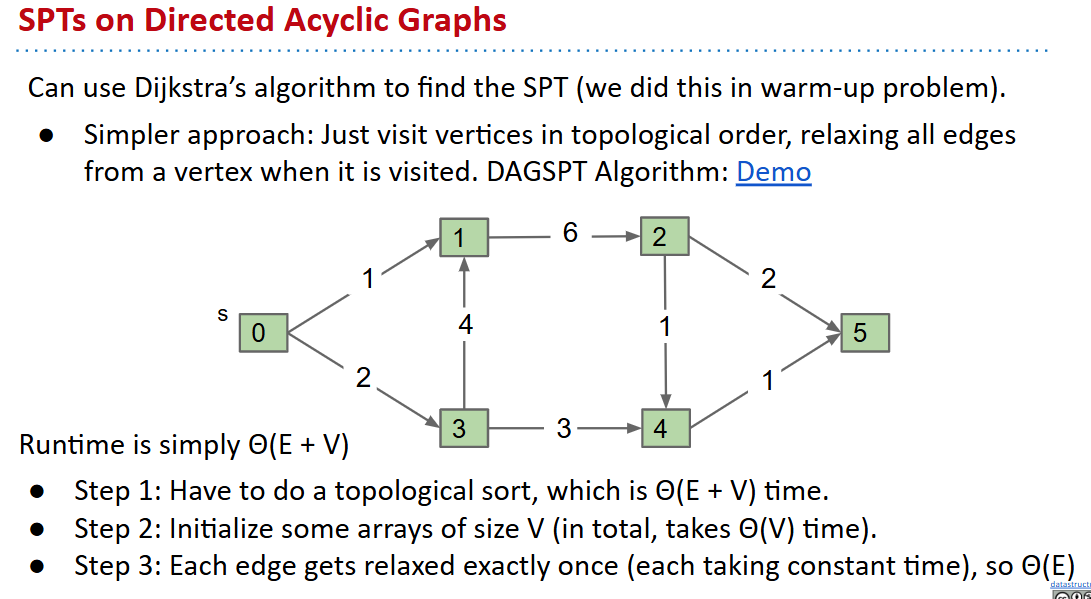 SPTs on Directed Acyclic Graphs
Can use Dijkstra's algorithm to find the SPT (we did this in warm-up problem).
● Simpler approach: Just visit vertices in topological order, relaxing all edges
from a vertex when it is visited. DAGSPT Algorithm: Demo
1 6 2
1 2
s 0 4 1 5
2 1
3 3 4
Runtime is simply Θ(E + V)
● Step 1: Have to do a topological sort, which is Θ(E + V) time.
● Step 2: Initialize some arrays of size V (in total, takes Θ(V) time).
● Step 3: Each edge gets relaxed exactly once (each taking constant time), so Θ(E)
datastruct